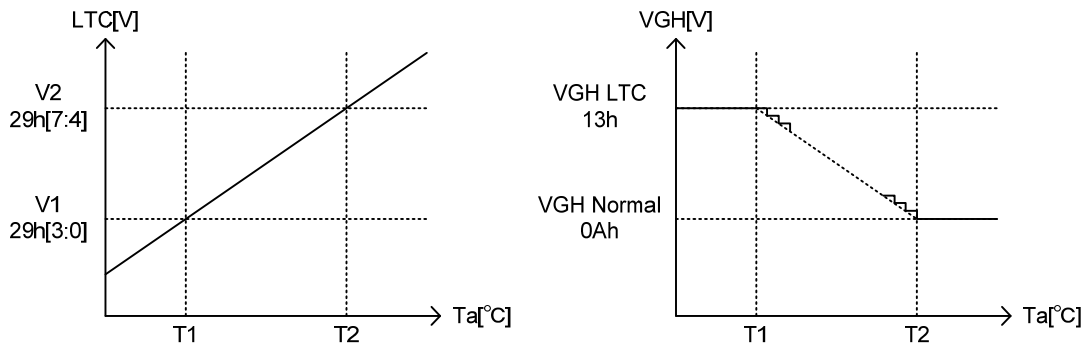 LTC[V]
V2
29h[7:4]
V1
29h[3:0]
T1
T2
Ta[°C]
VGH[V]
VGH LTC
13h
VGH Normal
0Ah
T1
T2
Ta[°C]